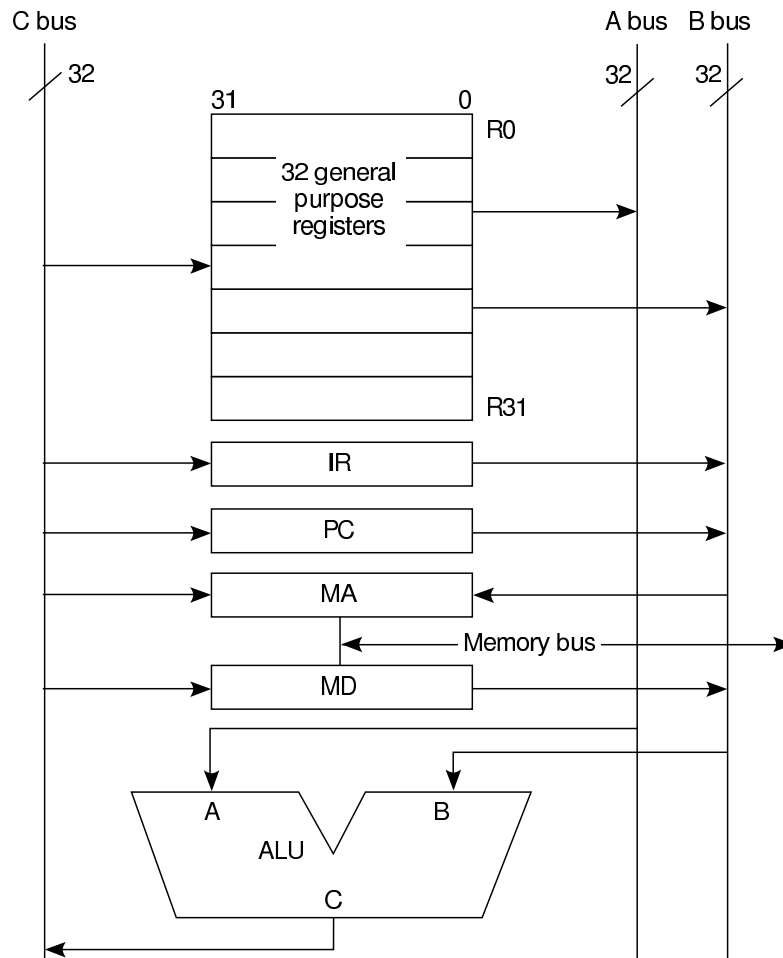 C bus
A bus
B bus
32
32
32
31
0
R0
32 general
purpose
registers
R31
IR
PC
MA
Memory bus
MD
A
B
ALU
C